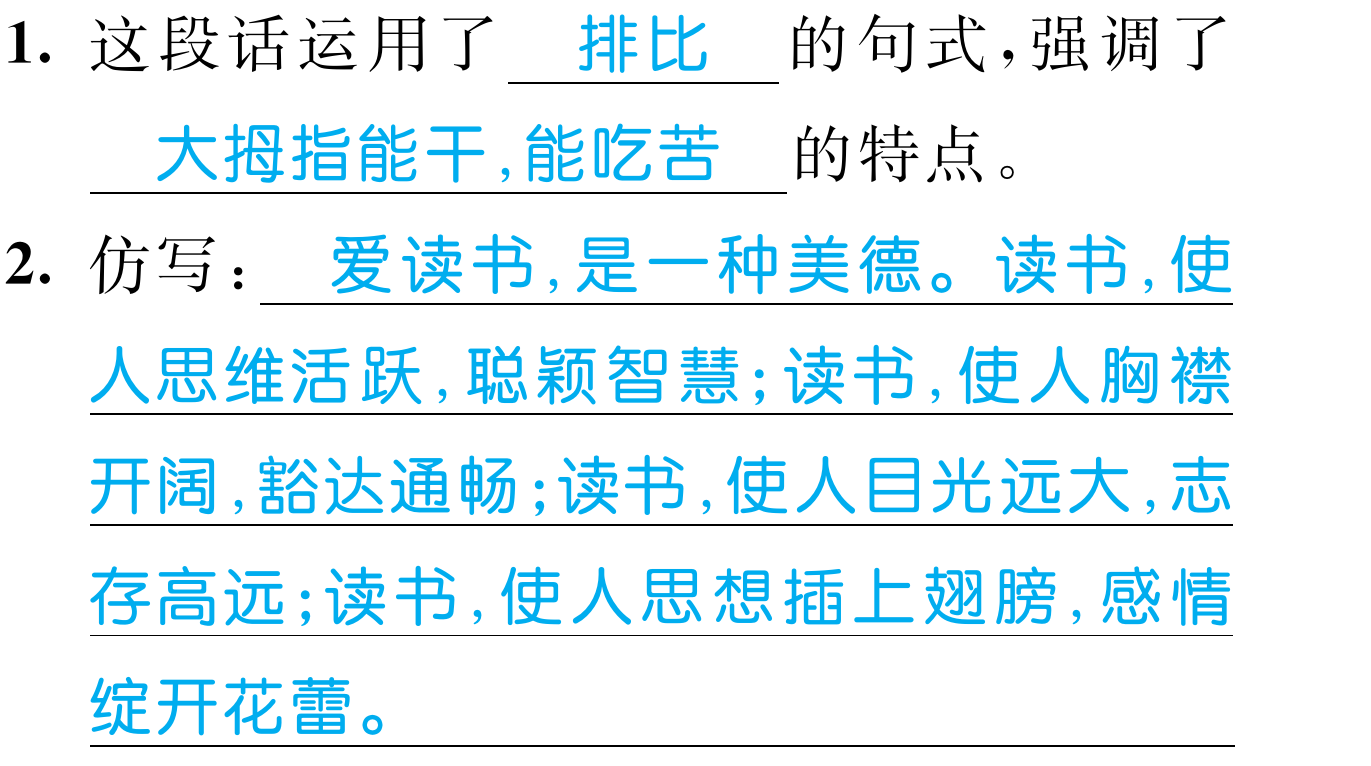 1. 这段话运用了 排比 的句式,强调了
大拇指能干,能吃苦 的特点。
2. 仿写: 爱读书,是一种美德。读书,使
人思维活跃,聪颖智慧;读书,使人胸襟
开阔,豁达通畅;读书,使人目光远大,志
存高远;读书,使人思想插上翅膀,感情
绽开花蕾。